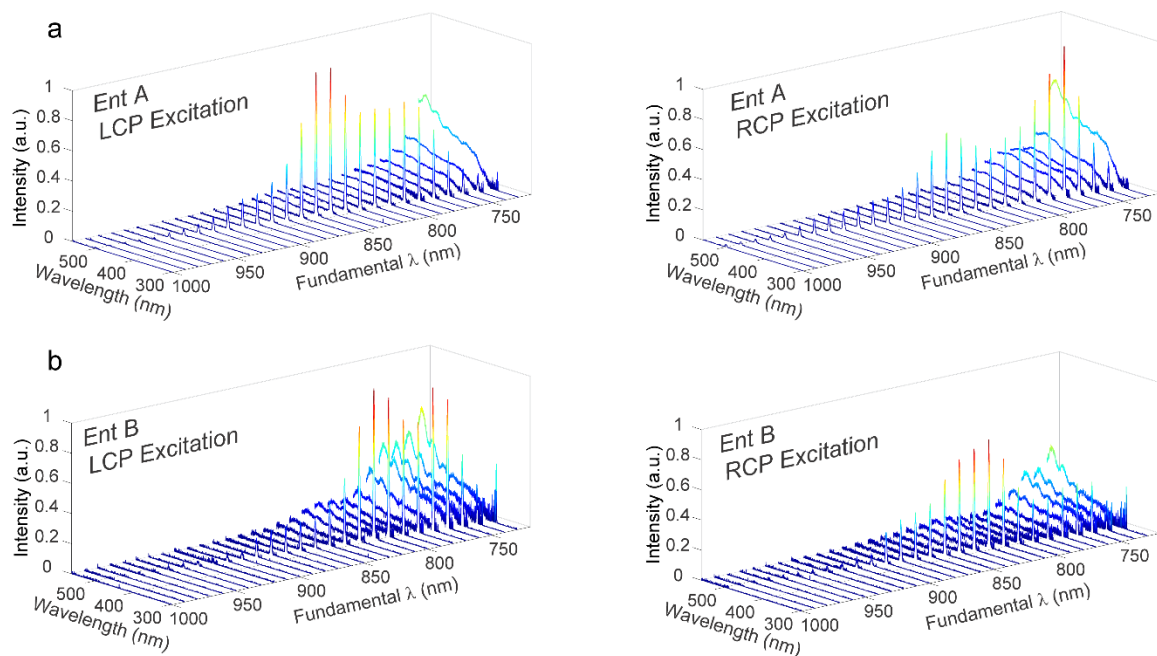 a
Ent A
LCP Excitation
Intensity (a.u.)
1
0.8
0.6
0.4
0.2
0
500
400
300
Wavelength (nm)
1000
950
900
850
800
750
Fundamental λ (nm)
Ent A
RCP Excitation
Intensity (a.u.)
1
0.8
0.6
0.4
0.2
0
500
400
300
Wavelength (nm)
1000
950
900
850
800
750
Fundamental λ (nm)
b
Ent B
LCP Excitation
Intensity (a.u.)
1
0.8
0.6
0.4
0.2
0
500
400
300
Wavelength (nm)
1000
950
900
850
800
750
Fundamental λ (nm)
Ent B
RCP Excitation
Intensity (a.u.)
1
0.8
0.6
0.4
0.2
0
500
400
300
Wavelength (nm)
1000
950
900
850
800
750
Fundamental λ (nm)